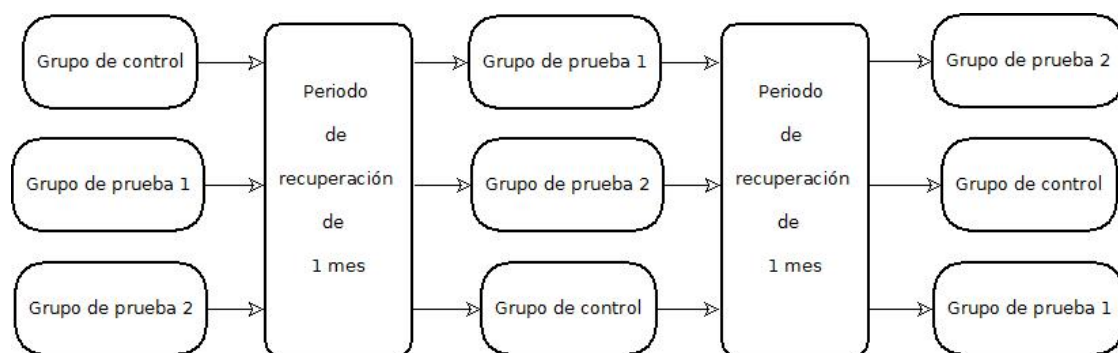 Grupo de control
Grupo de prueba 1
Grupo de prueba 2
Periodo
de
recuperación
de
1 mes
Grupo de prueba 1
Grupo de prueba 2
Grupo de control
Periodo
de
recuperación
de
1 mes
Grupo de prueba 2
Grupo de control
Grupo de prueba 1